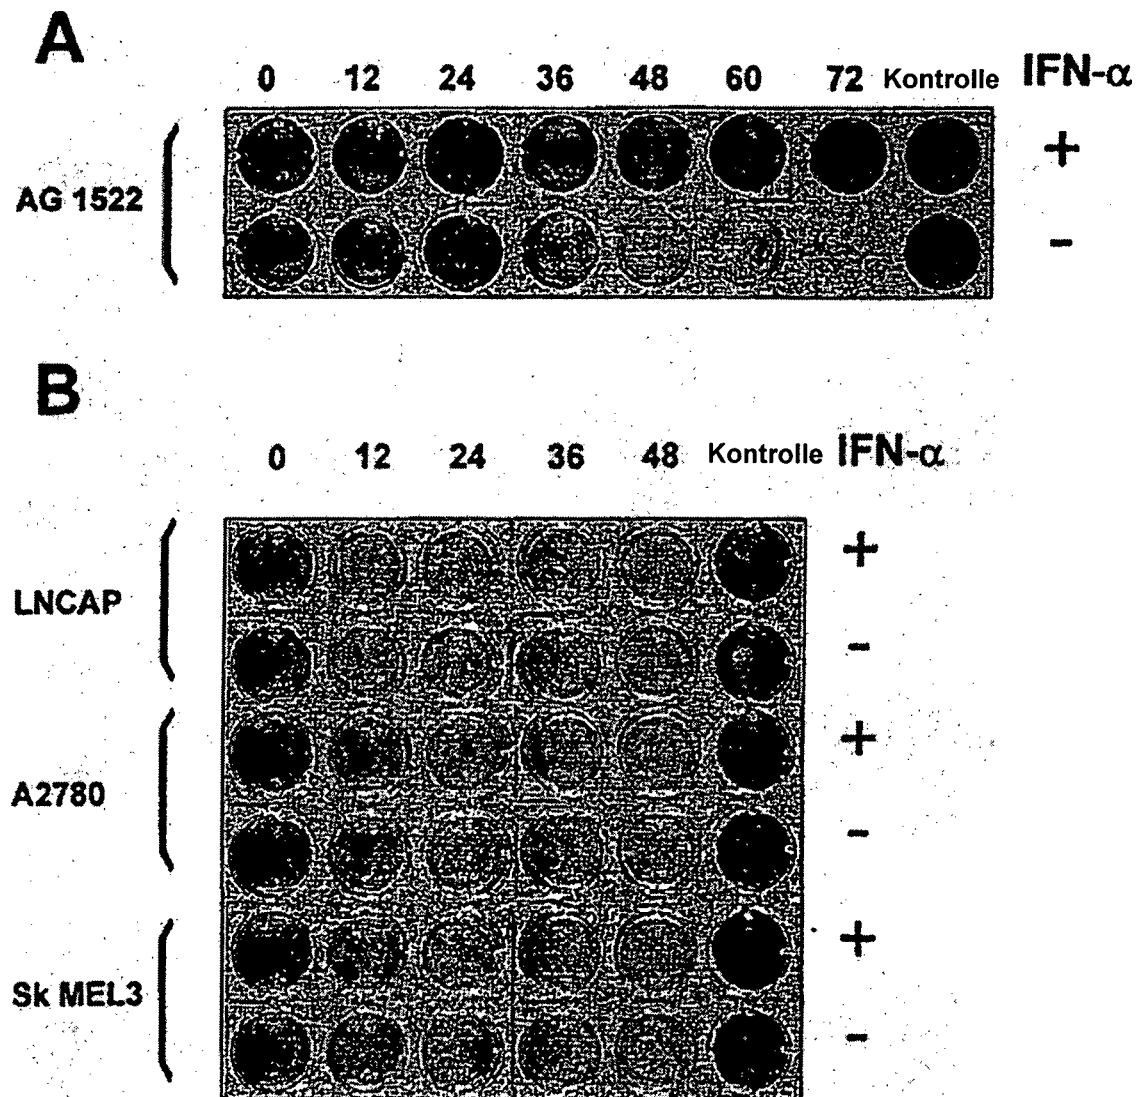 A
0 12 24 36 48 60 72 Kontrolle IFN-α
+
AG 1522
-
B
0 12 24 36 48 Kontrolle IFN-α
+
LNCAP
-
+
A2780
-
+
Sk MEL3
-